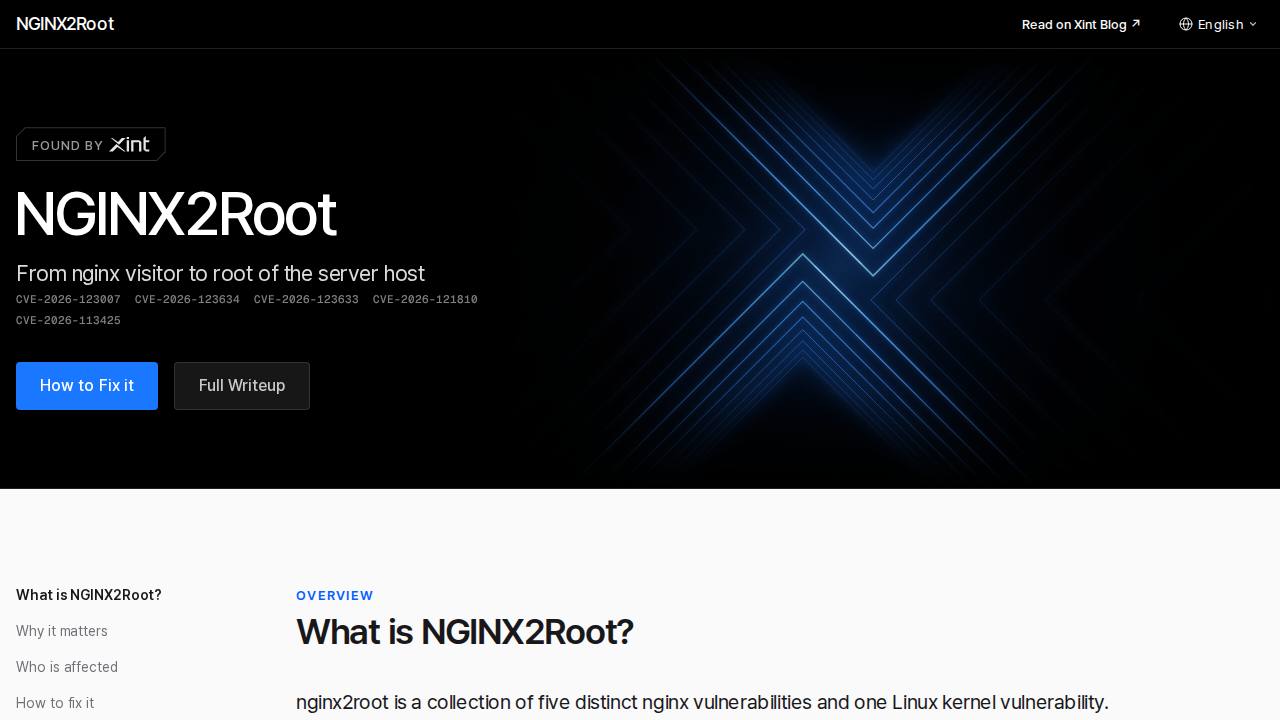 NGINX2Root
Read on Xint Blog ↗
English
FOUND BY Xint
NGINX2Root
From nginx visitor to root of the server host
CVE-2026-123007 CVE-2026-123634 CVE-2026-123633 CVE-2026-121810
CVE-2026-113425
How to Fix it
Full Writeup
What is NGINX2Root?
Why it matters
Who is affected
How to fix it
OVERVIEW
What is NGINX2Root?
nginx2root is a collection of five distinct nginx vulnerabilities and one Linux kernel vulnerability.